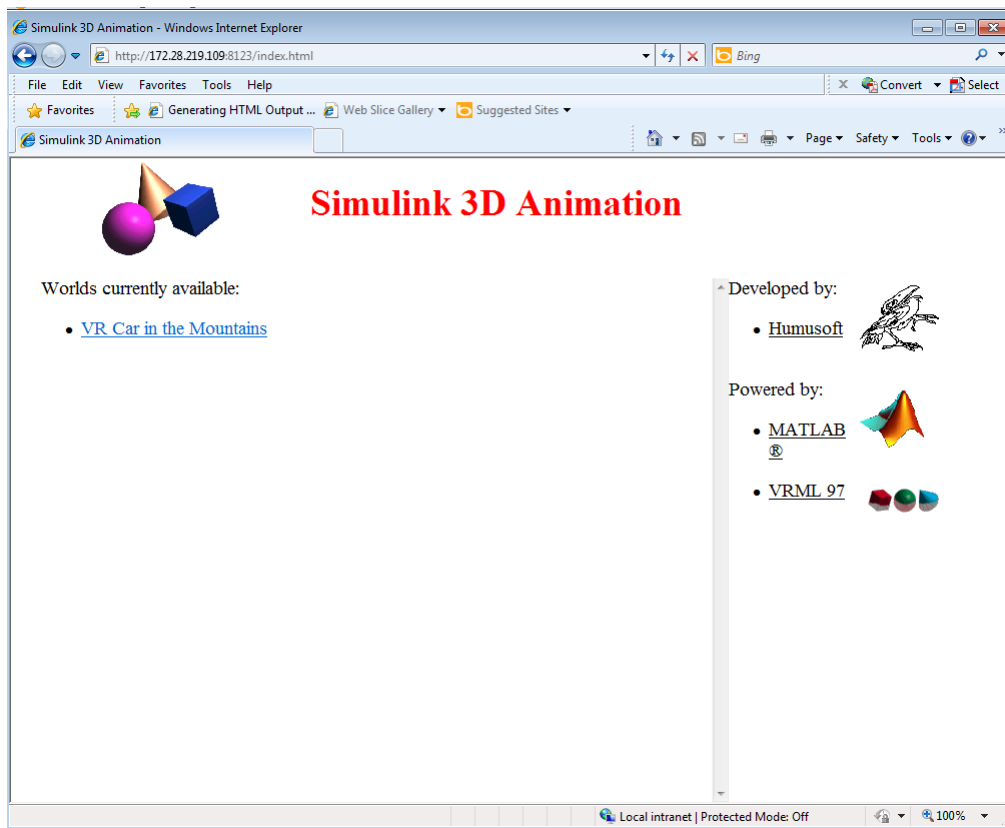 Simulink 3D Animation - Windows Internet Explorer
http://172.28.219.109:8123/index.html
Bing
File Edit View Favorites Tools Help
x Convert Select
Favorites Generating HTML Output ... Web Slice Gallery Suggested Sites
Simulink 3D Animation
Page Safety Tools »
Simulink 3D Animation
Worlds currently available:
• VR Car in the Mountains
Developed by:
• Humusoft
Powered by:
• MATLAB
®
• VRML 97
Local intranet | Protected Mode: Off 100%